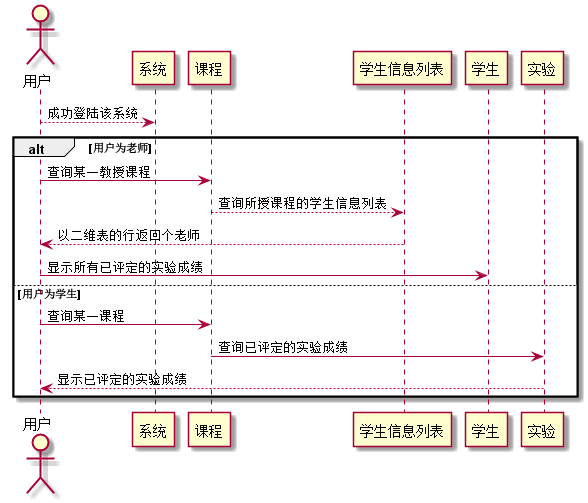 用户
系统
课程
学生信息列表
学生
实验
成功登陆该系统
alt
[用户为老师]
查询某一教授课程
查询所授课程的学生信息列表
以二维表的行返回个老师
显示所有已评定的实验成绩
[用户为学生]
查询某一课程
查询已评定的实验成绩
显示已评定的实验成绩
用户
系统
课程
学生信息列表
学生
实验